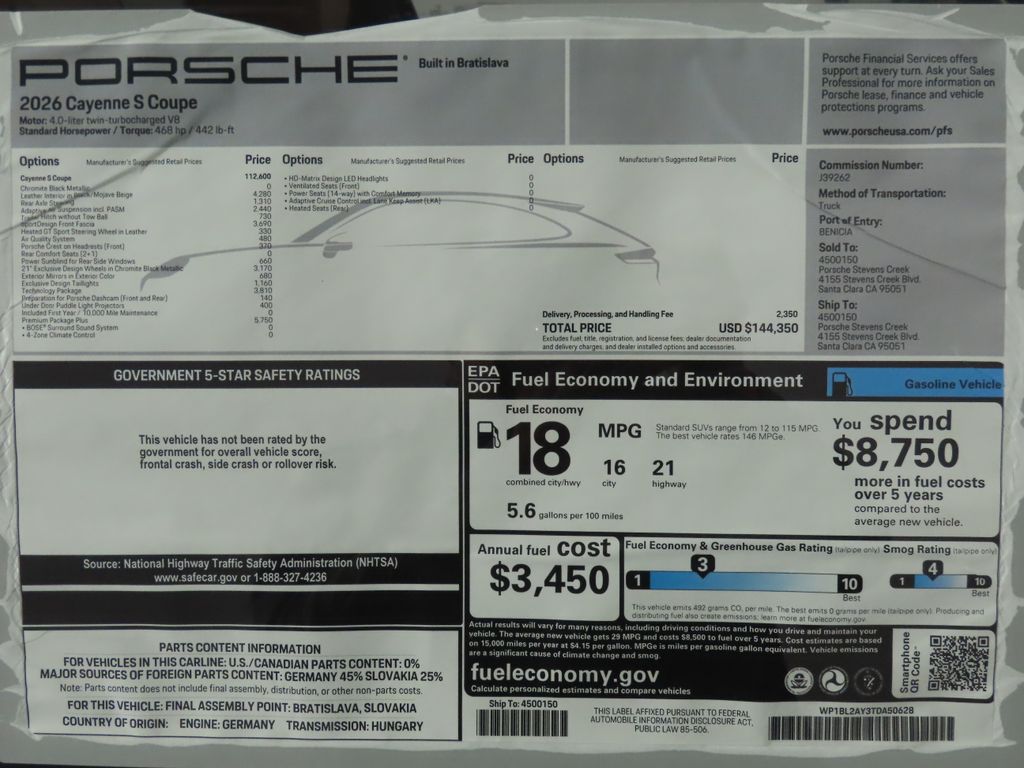 PORSCHE® Built in Bratislava
2026 Cayenne S Coupe
Motor: 4.0-liter twin-turbocharged V8
Standard Horsepower / Torque: 468 hp / 442 lb-ft
Porsche Financial Services offers
support at every turn. Ask your Sales
Professional for more information on
Porsche lease, finance and vehicle
protections programs.
www.porscheusa.com/pfs
Options Manufacturer's Suggested Retail Prices Price
Cayenne S Coupe 112,600
Chromite Black Metallic 0
Leather Interior in Black/Mojave Beige 4,280
Rear Axle Steering 1,310
Adaptive Air Suspension incl. PASM 2,440
Trailer Hitch without Tow Ball 730
SportDesign Front Fascia 3,690
Heated GT Sport Steering Wheel in Leather 330
Air Quality System 480
Porsche Crest on Headrests (Front) 370
Rear Comfort Seats (2+1) 0
Power Sunblind for Rear Side Windows 660
21" Exclusive Design Wheels in Chromite Black Metallic 3,170
Exterior Mirrors in Exterior Color 680
Exclusive Design Taillights 1,160
Technology Package 3,810
Preparation for Porsche Dashcam (Front and Rear) 140
Under Door Puddle Light Projectors 400
Included First Year / 10,000 Mile Maintenance 0
Premium Package Plus 5,750
• BOSE® Surround Sound System 0
• 4-Zone Climate Control 0
Options Manufacturer's Suggested Retail Prices Price
• HD-Matrix Design LED Headlights 0
• Ventilated Seats (Front) 0
• Power Seats (14-way) with Comfort Memory 0
• Adaptive Cruise Control incl. Lane Keep Assist (LKA) 0
• Heated Seats (Rear) 0
Options Manufacturer's Suggested Retail Prices Price
Delivery, Processing, and Handling Fee 2,350
TOTAL PRICE USD $144,350
Excludes fuel, title, registration, and license fees; dealer documentation
and delivery charges, and dealer installed options and accessories.
Commission Number:
J39262
Method of Transportation:
Truck
Port of Entry:
BENICIA
Sold To:
4500150
Porsche Stevens Creek
4155 Stevens Creek Blvd.
Santa Clara CA 95051
Ship To:
4500150
Porsche Stevens Creek
4155 Stevens Creek Blvd.
Santa Clara CA 95051
GOVERNMENT 5-STAR SAFETY RATINGS
This vehicle has not been rated by the
government for overall vehicle score,
frontal crash, side crash or rollover risk.
Source: National Highway Traffic Safety Administration (NHTSA)
www.safecar.gov or 1-888-327-4236
PARTS CONTENT INFORMATION
FOR VEHICLES IN THIS CARLINE: U.S./CANADIAN PARTS CONTENT: 0%
MAJOR SOURCES OF FOREIGN PARTS CONTENT: GERMANY 45% SLOVAKIA 25%
Note: Parts content does not include final assembly, distribution, or other non-parts costs.
FOR THIS VEHICLE: FINAL ASSEMBLY POINT: BRATISLAVA, SLOVAKIA
COUNTRY OF ORIGIN: ENGINE: GERMANY TRANSMISSION: HUNGARY
EPA
DOT
Fuel Economy and Environment
Gasoline Vehicle
Fuel Economy
18 MPG
combined city/hwy
16
city
21
highway
5.6 gallons per 100 miles
Standard SUVs range from 12 to 115 MPG.
The best vehicle rates 146 MPGe.
You spend
$8,750
more in fuel costs
over 5 years
compared to the
average new vehicle.
Annual fuel cost
$3,450
Fuel Economy & Greenhouse Gas Rating (tailpipe only)
1 3 10
Best
Smog Rating (tailpipe only)
1 4 10
Best
This vehicle emits 492 grams CO₂ per mile. The best emits 0 grams per mile (tailpipe only). Producing and
distributing fuel also create emissions; learn more at fueleconomy.gov.
Actual results will vary for many reasons, including driving conditions and how you drive and maintain your
vehicle. The average new vehicle gets 29 MPG and costs $8,500 to fuel over 5 years. Cost estimates are based
on 15,000 miles per year at $4.15 per gallon. MPGe is miles per gasoline gallon equivalent. Vehicle emissions
are a significant cause of climate change and smog.
fueleconomy.gov
Calculate personalized estimates and compare vehicles
Smartphone
QR Code™
Ship To: 4500150
THIS LABEL AFFIXED PURSUANT TO FEDERAL
AUTOMOBILE INFORMATION DISCLOSURE ACT,
PUBLIC LAW 85-506.
WP1BL2AY3TDA50628